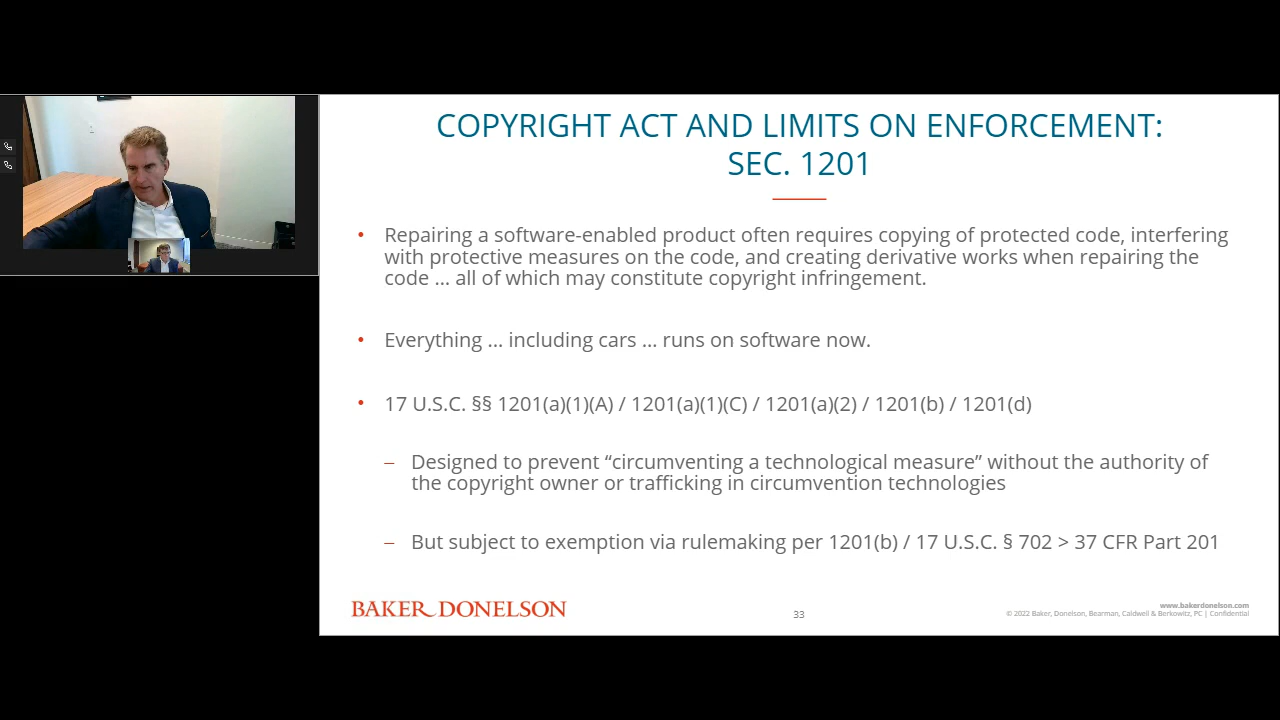 COPYRIGHT ACT AND LIMITS ON ENFORCEMENT:
SEC. 1201
• Repairing a software-enabled product often requires copying of protected code, interfering
with protective measures on the code, and creating derivative works when repairing the
code ... all of which may constitute copyright infringement.
• Everything ... including cars ... runs on software now.
• 17 U.S.C. §§ 1201(a)(1)(A) / 1201(a)(1)(C) / 1201(a)(2) / 1201(b) / 1201(d)
– Designed to prevent “circumventing a technological measure” without the authority of
the copyright owner or trafficking in circumvention technologies
– But subject to exemption via rulemaking per 1201(b) / 17 U.S.C. § 702 > 37 CFR Part 201
BAKER DONELSON
33
www.bakerdonelson.com
© 2022 Baker, Donelson, Bearman, Caldwell & Berkowitz, PC | Confidential